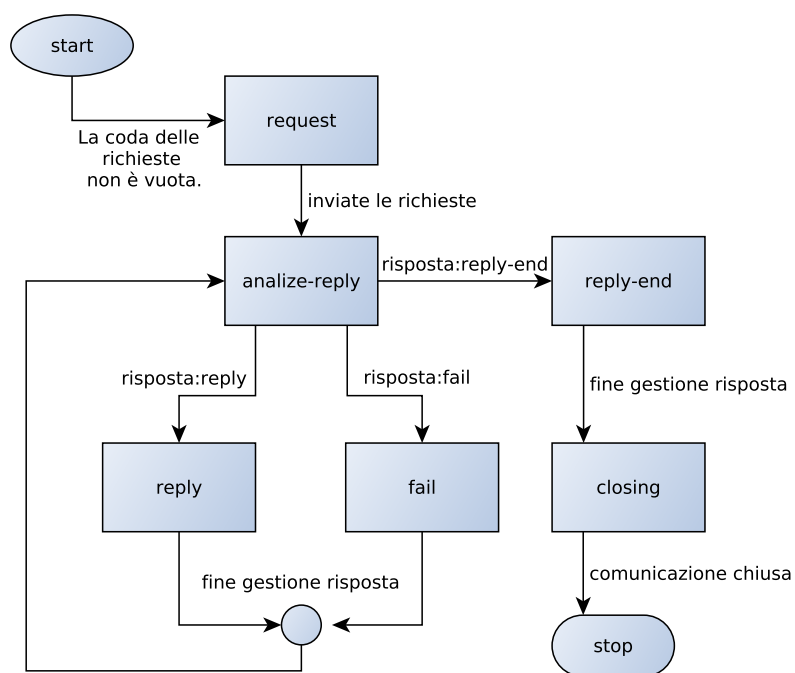 start
request
La coda delle
richieste
non è vuota.
inviate le richieste
analize-reply
risposta:reply-end
reply-end
risposta:reply
risposta:fail
fine gestione risposta
reply
fail
closing
fine gestione risposta
comunicazione chiusa
stop